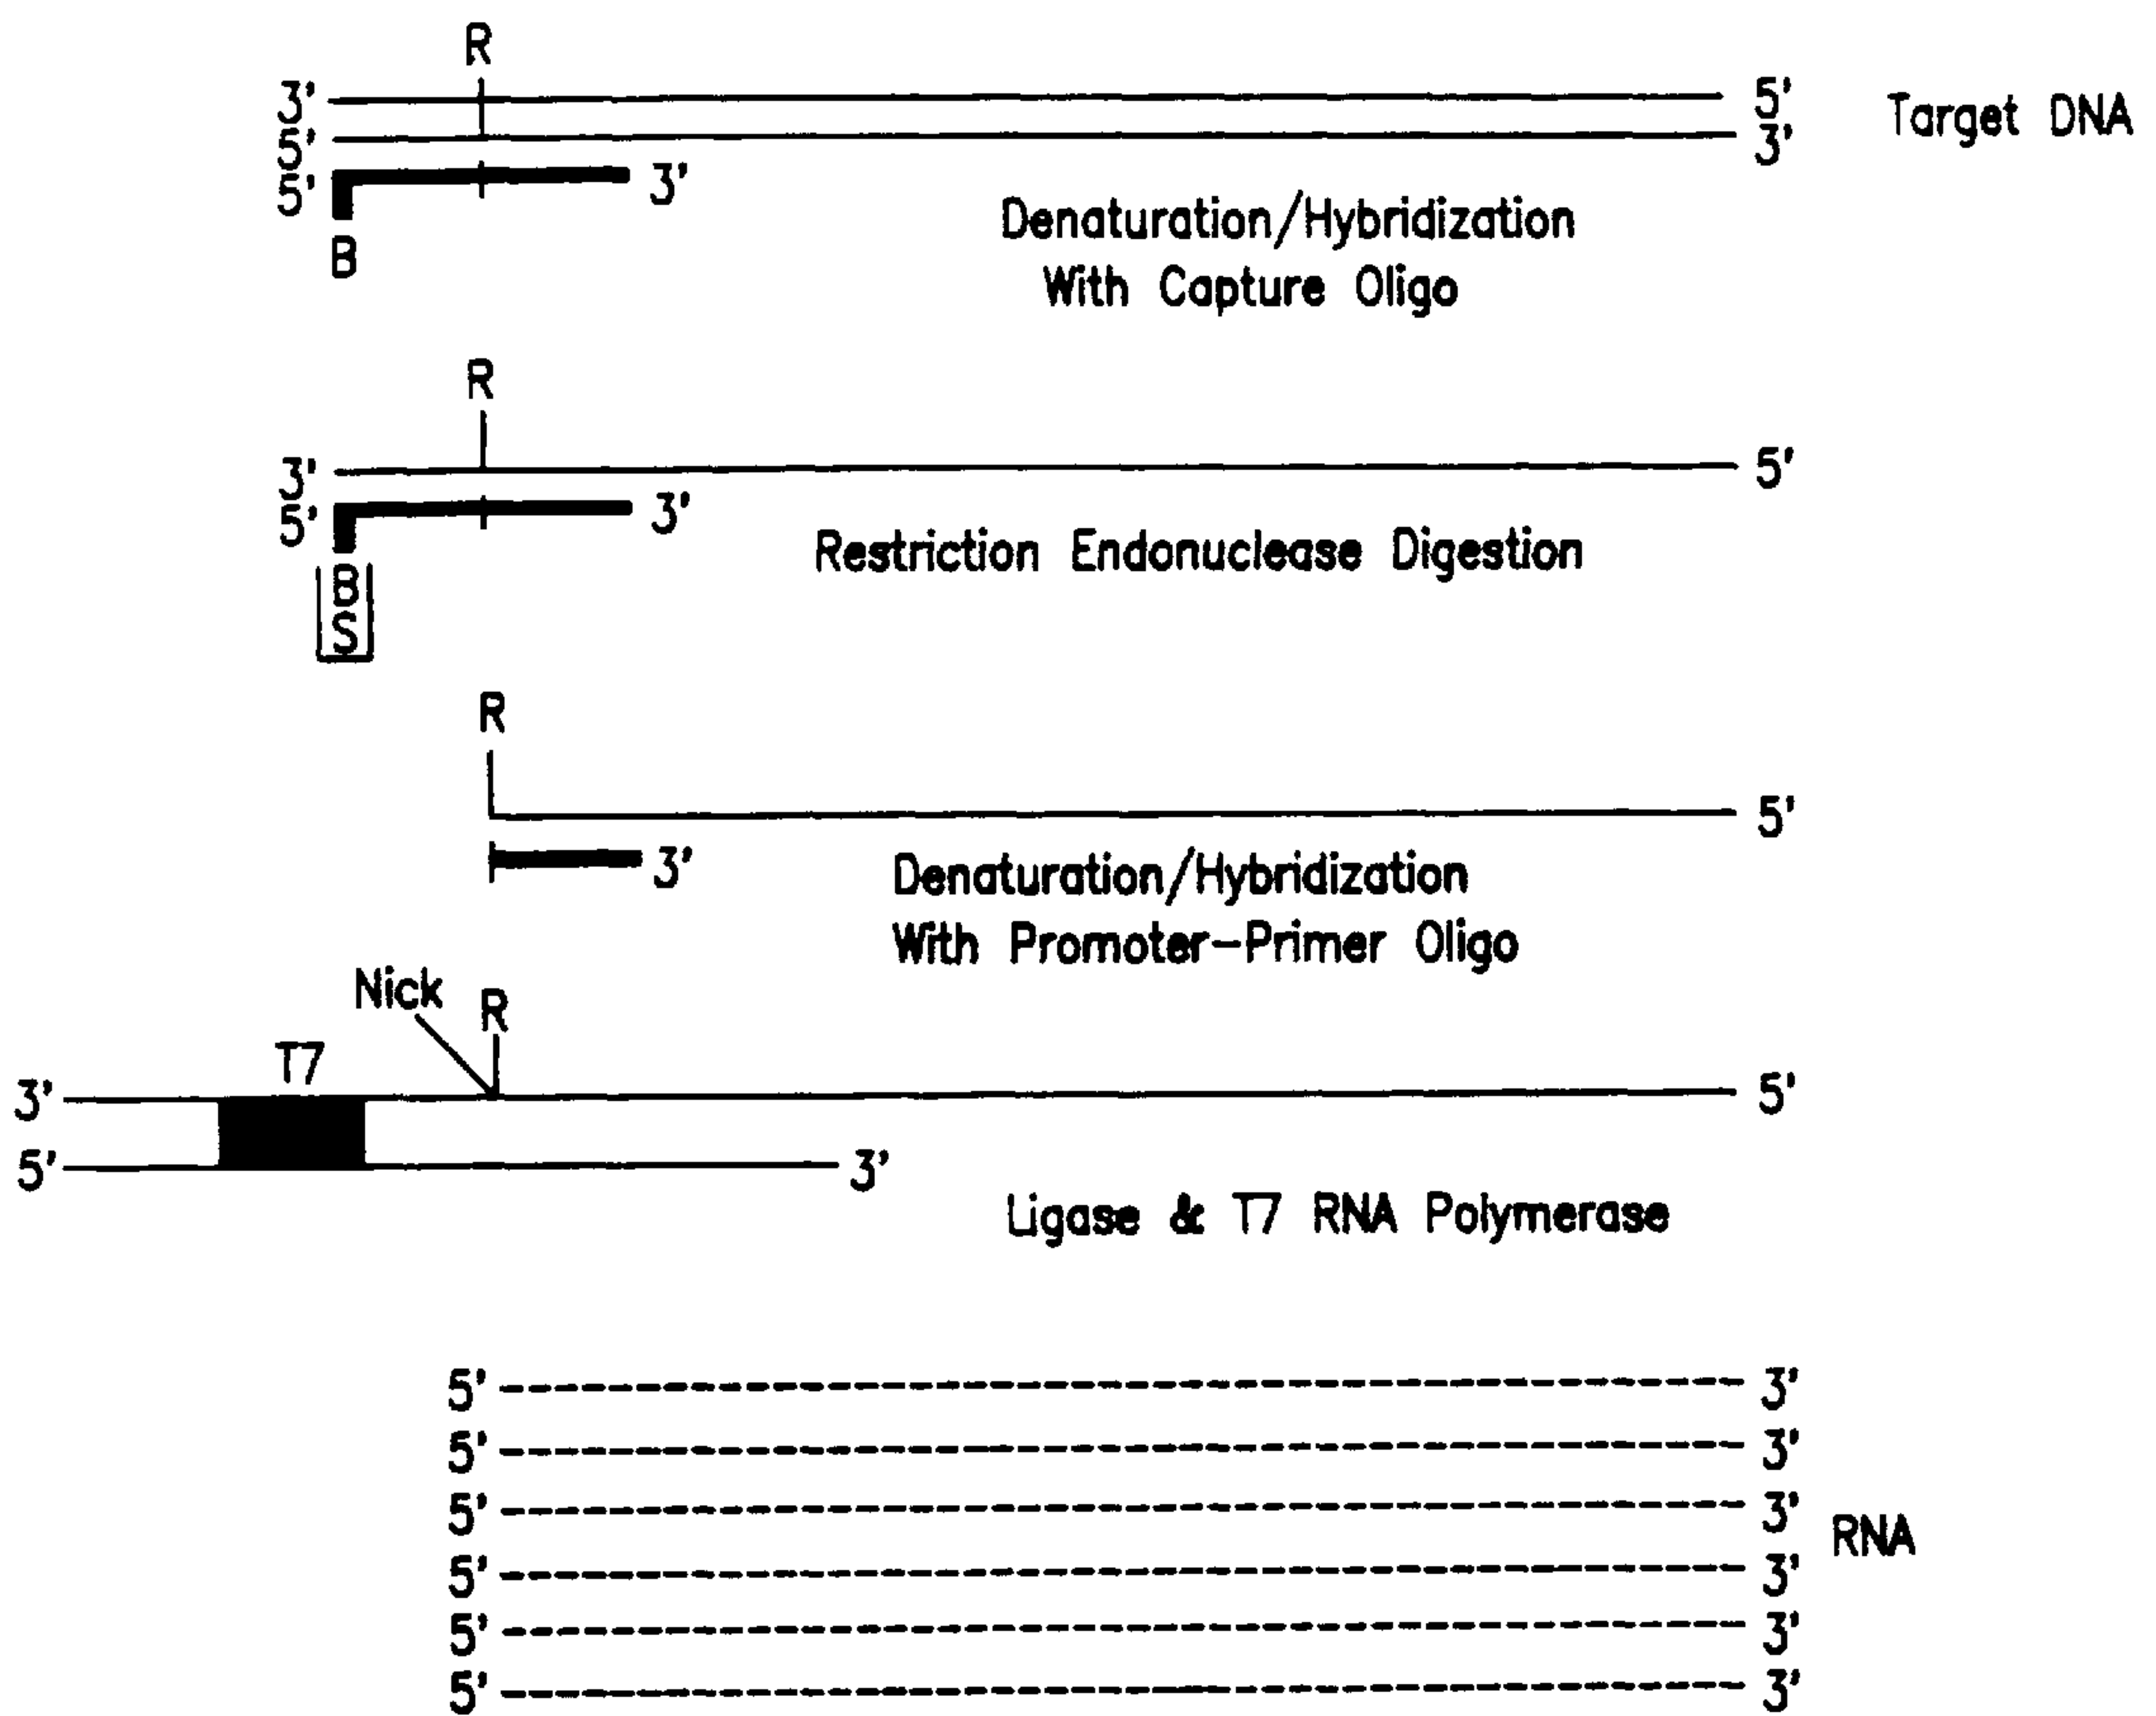 R
3' 5' Target DNA
5' 3'
5' 3'
B
Denaturation/Hybridization
With Capture Oligo
R
3' 5'
5' 3'
Restriction Endonuclease Digestion
B
S
R
5'
3'
Denaturation/Hybridization
With Promoter-Primer Oligo
Nick
R
T7
3' 5'
5' 3'
Ligase & T7 RNA Polymerase
5' 3'
5' 3'
5' 3'
RNA
5' 3'
5' 3'
5' 3'